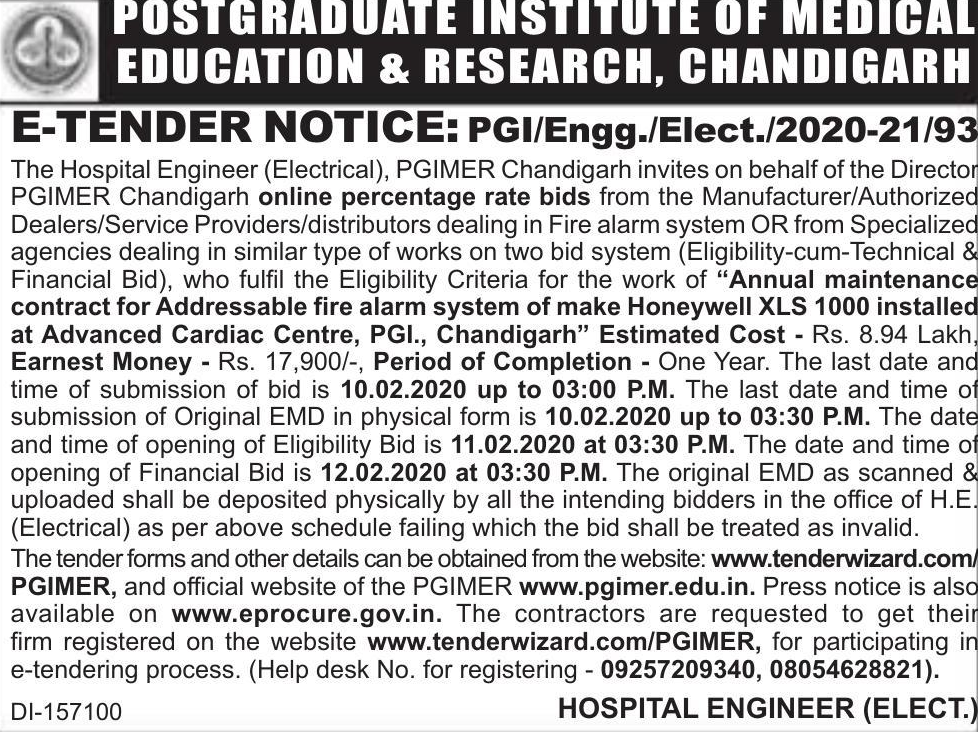 POSTGRADUATE INSTITUTE OF MEDICAL
EDUCATION & RESEARCH, CHANDIGARH
E-TENDER NOTICE: PGI/Engg./Elect./2020-21/93
The Hospital Engineer (Electrical), PGIMER Chandigarh invites on behalf of the Director
PGIMER Chandigarh online percentage rate bids from the Manufacturer/Authorized
Dealers/Service Providers/distributors dealing in Fire alarm system OR from Specialized
agencies dealing in similar type of works on two bid system (Eligibility-cum-Technical &
Financial Bid), who fulfil the Eligibility Criteria for the work of “Annual maintenance
contract for Addressable fire alarm system of make Honeywell XLS 1000 installed
at Advanced Cardiac Centre, PGI., Chandigarh” Estimated Cost - Rs. 8.94 Lakh,
Earnest Money - Rs. 17,900/-, Period of Completion - One Year. The last date and
time of submission of bid is 10.02.2020 up to 03:00 P.M. The last date and time of
submission of Original EMD in physical form is 10.02.2020 up to 03:30 P.M. The date
and time of opening of Eligibility Bid is 11.02.2020 at 03:30 P.M. The date and time of
opening of Financial Bid is 12.02.2020 at 03:30 P.M. The original EMD as scanned &
uploaded shall be deposited physically by all the intending bidders in the office of H.E.
(Electrical) as per above schedule failing which the bid shall be treated as invalid.
The tender forms and other details can be obtained from the website: www.tenderwizard.com/
PGIMER, and official website of the PGIMER www.pgimer.edu.in. Press notice is also
available on www.eprocure.gov.in. The contractors are requested to get their
firm registered on the website www.tenderwizard.com/PGIMER, for participating in
e-tendering process. (Help desk No. for registering - 09257209340, 08054628821).
DI-157100
HOSPITAL ENGINEER (ELECT.)